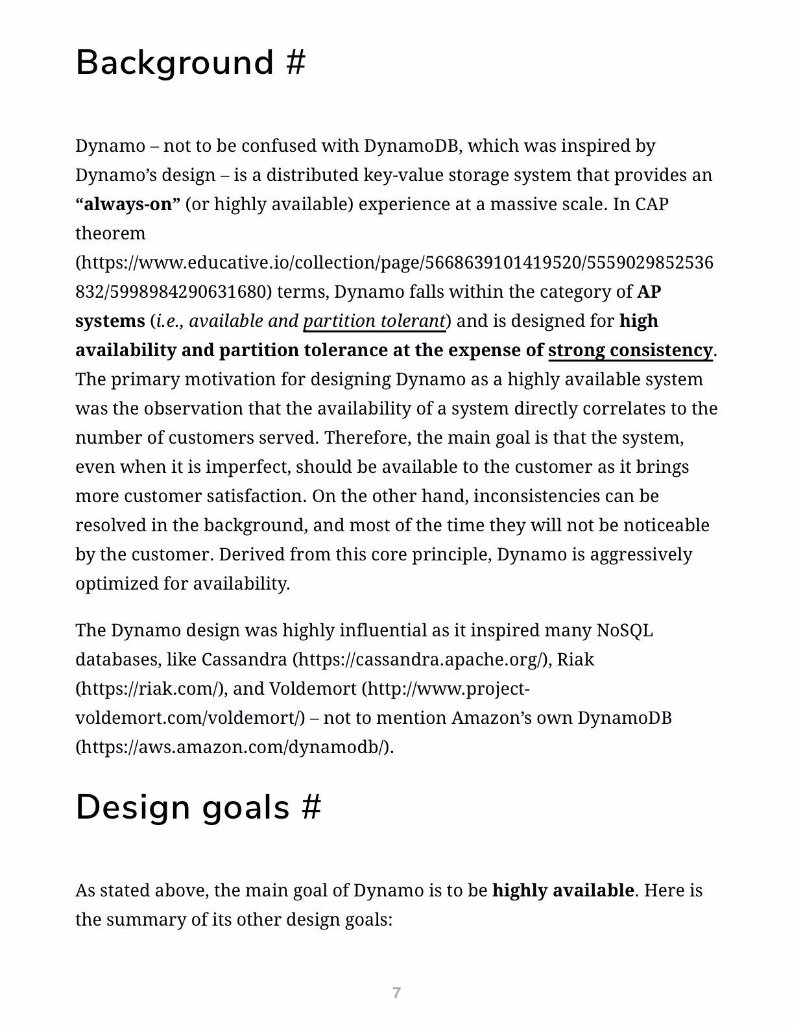 Background #
Dynamo – not to be confused with DynamoDB, which was inspired by
Dynamo’s design – is a distributed key-value storage system that provides an
“always-on” (or highly available) experience at a massive scale. In CAP
theorem
(https://www.educative.io/collection/page/5668639101419520/5559029852536
832/5998984290631680) terms, Dynamo falls within the category of AP
systems (i.e., available and partition tolerant) and is designed for high
availability and partition tolerance at the expense of strong consistency.
The primary motivation for designing Dynamo as a highly available system
was the observation that the availability of a system directly correlates to the
number of customers served. Therefore, the main goal is that the system,
even when it is imperfect, should be available to the customer as it brings
more customer satisfaction. On the other hand, inconsistencies can be
resolved in the background, and most of the time they will not be noticeable
by the customer. Derived from this core principle, Dynamo is aggressively
optimized for availability.
The Dynamo design was highly influential as it inspired many NoSQL
databases, like Cassandra (https://cassandra.apache.org/), Riak
(https://riak.com/), and Voldemort (http://www.project-
voldemort.com/voldemort/) – not to mention Amazon’s own DynamoDB
(https://aws.amazon.com/dynamodb/).
Design goals #
As stated above, the main goal of Dynamo is to be highly available. Here is
the summary of its other design goals:
7